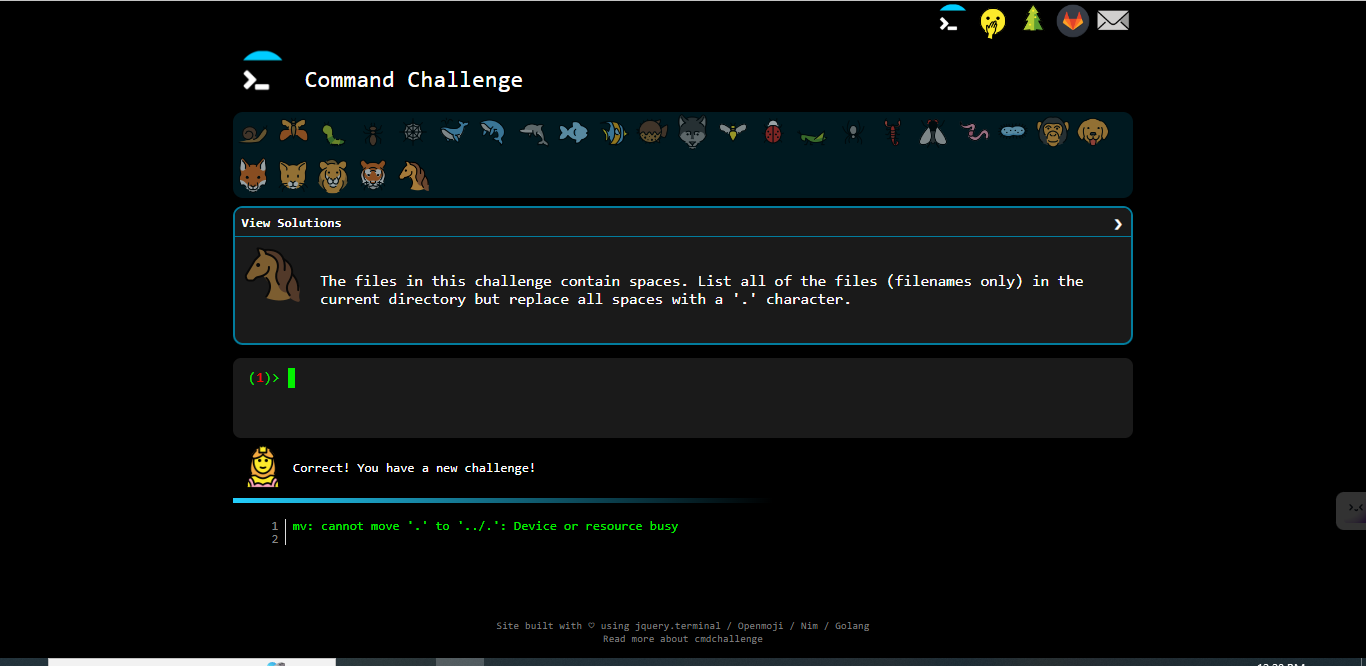 Command Challenge
View Solutions
The files in this challenge contain spaces. List all of the files (filenames only) in the
current directory but replace all spaces with a '.' character.
(1)>
Correct! You have a new challenge!
1 mv: cannot move '.' to '../.': Device or resource busy
2
Site built with ♡ using jquery.terminal / Openmoji / Nim / Golang
Read more about cmdchallenge